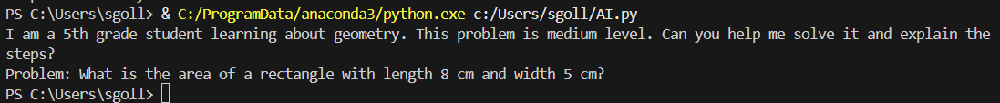 PS C:\Users\sgoll> & C:/ProgramData/anaconda3/python.exe c:/Users/sgoll/AI.py
I am a 5th grade student learning about geometry. This problem is medium level. Can you help me solve it and explain the
steps?
Problem: What is the area of a rectangle with length 8 cm and width 5 cm?
PS C:\Users\sgoll>